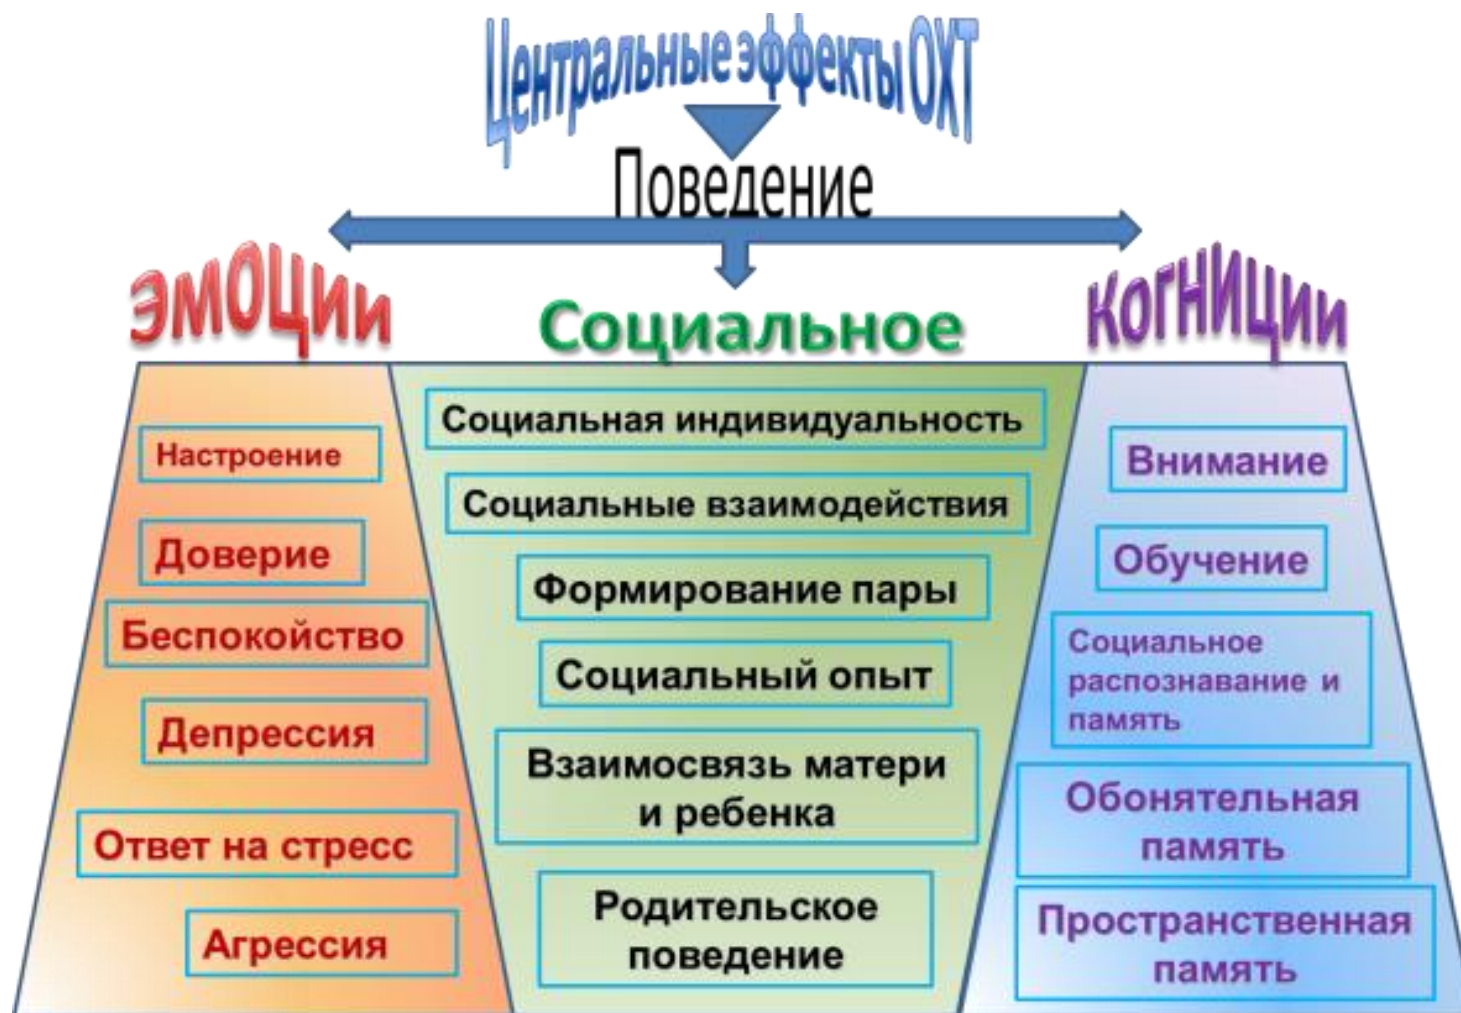 Центральные эффекты ОХТ
Поведение
эмоции
Социальное
когниции
Настроение
Доверие
Беспокойство
Депрессия
Ответ на стресс
Агрессия
Социальная индивидуальность
Социальные взаимодействия
Формирование пары
Социальный опыт
Взаимосвязь матери
и ребенка
Родительское
поведение
Внимание
Обучение
Социальное
распознавание и
память
Обонятельная
память
Пространственная
память